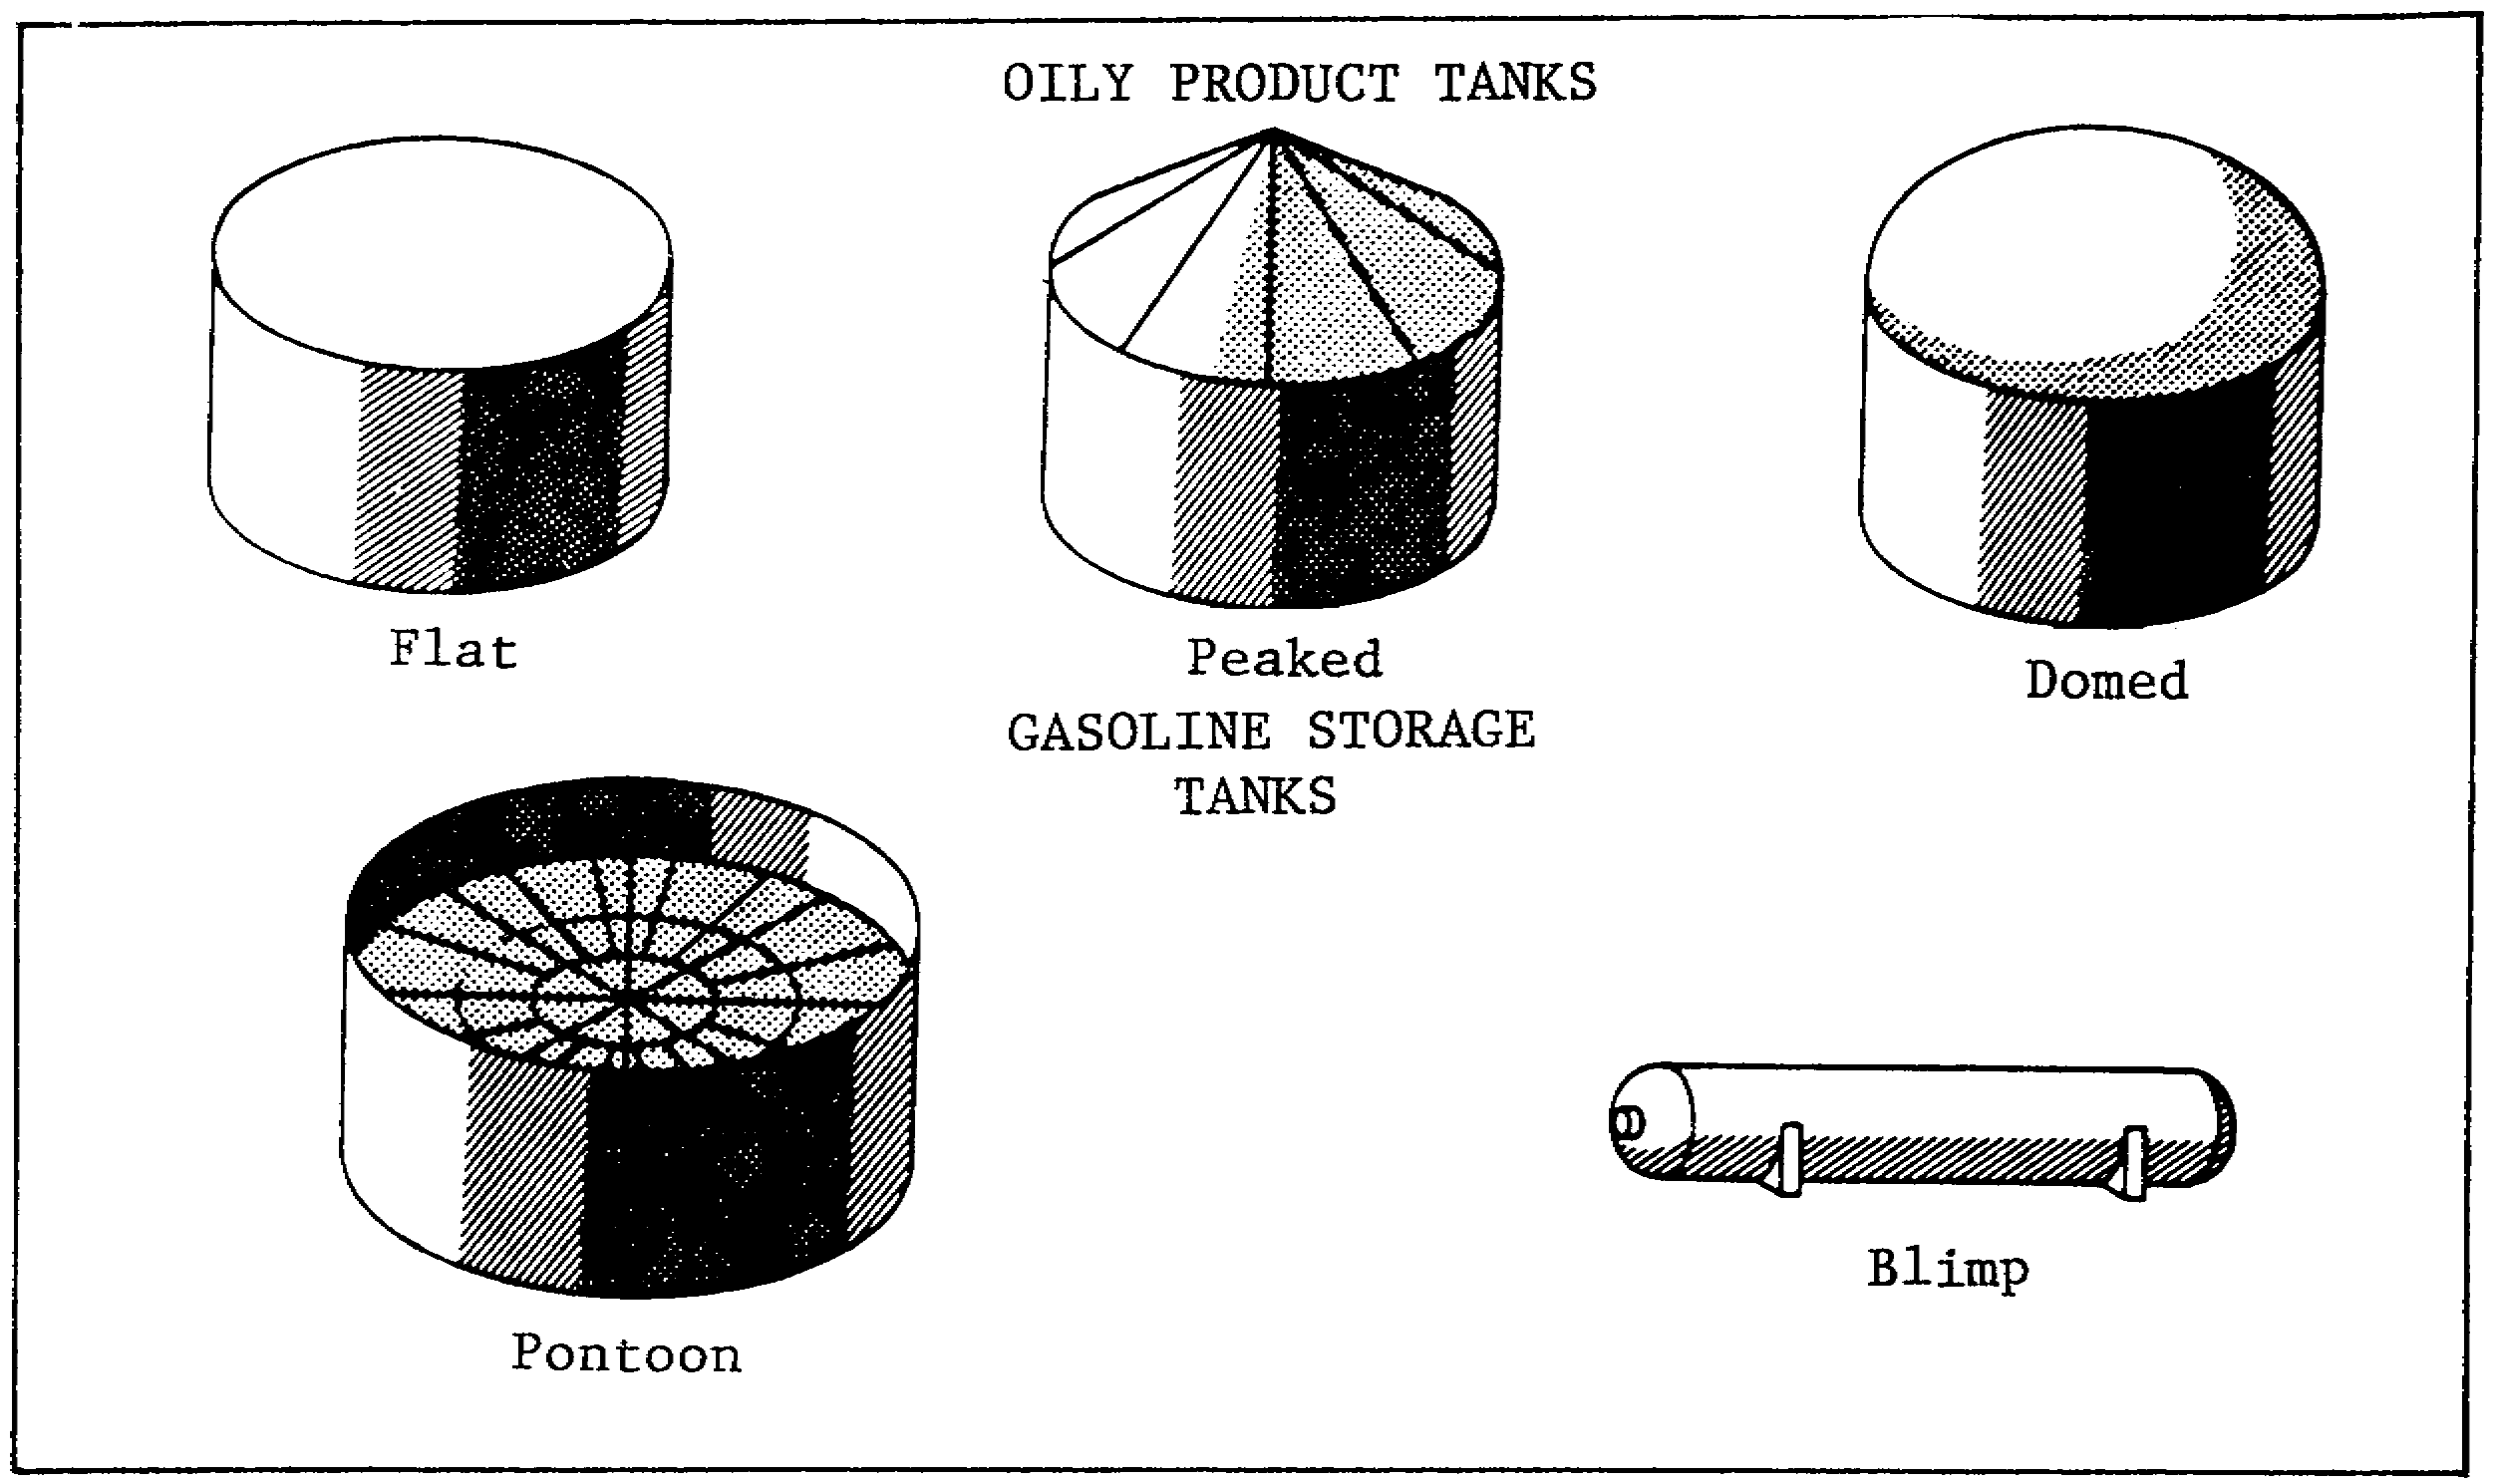 OILY PRODUCT TANKS
Flat
Peaked
Domed
GASOLINE STORAGE
TANKS
Pontoon
Blimp